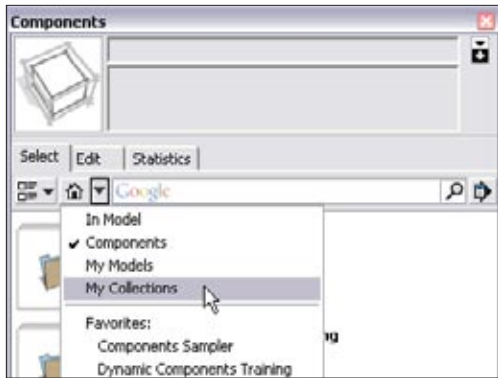 Components
Select Edit Statistics
Google
In Model
Components
My Models
My Collections
Favorites:
Components Sampler
Dynamic Components Training